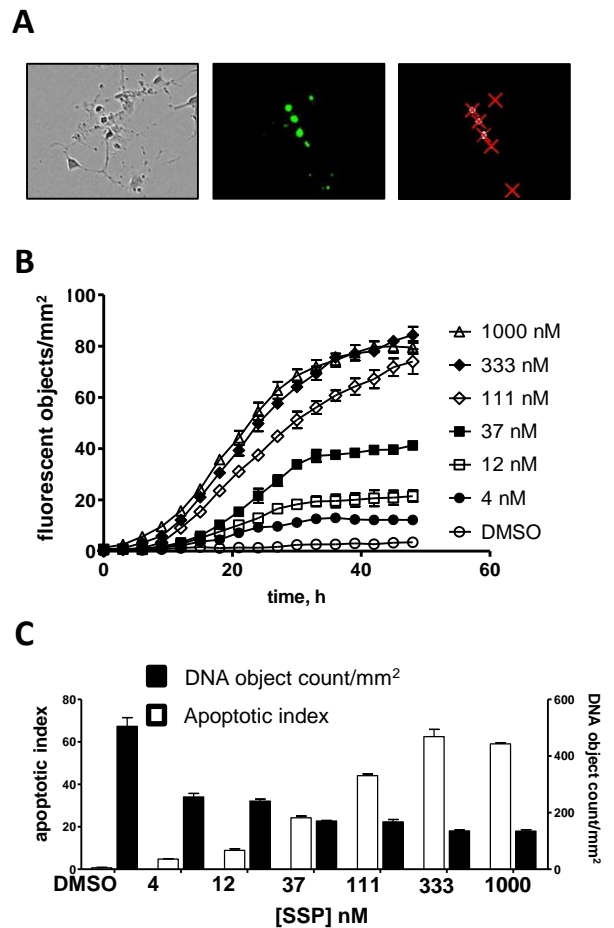 A
B
100
80
60
40
20
0
fluorescent objects/mm²
0 20 40 60
time, h
1000 nM
333 nM
111 nM
37 nM
12 nM
4 nM
DMSO
C
DNA object count/mm²
Apoptotic index
80
60
40
20
0
apoptotic index
600
400
200
0
DNA object count/mm²
DMSO 4 12 37 111 333 1000
[SSP] nM